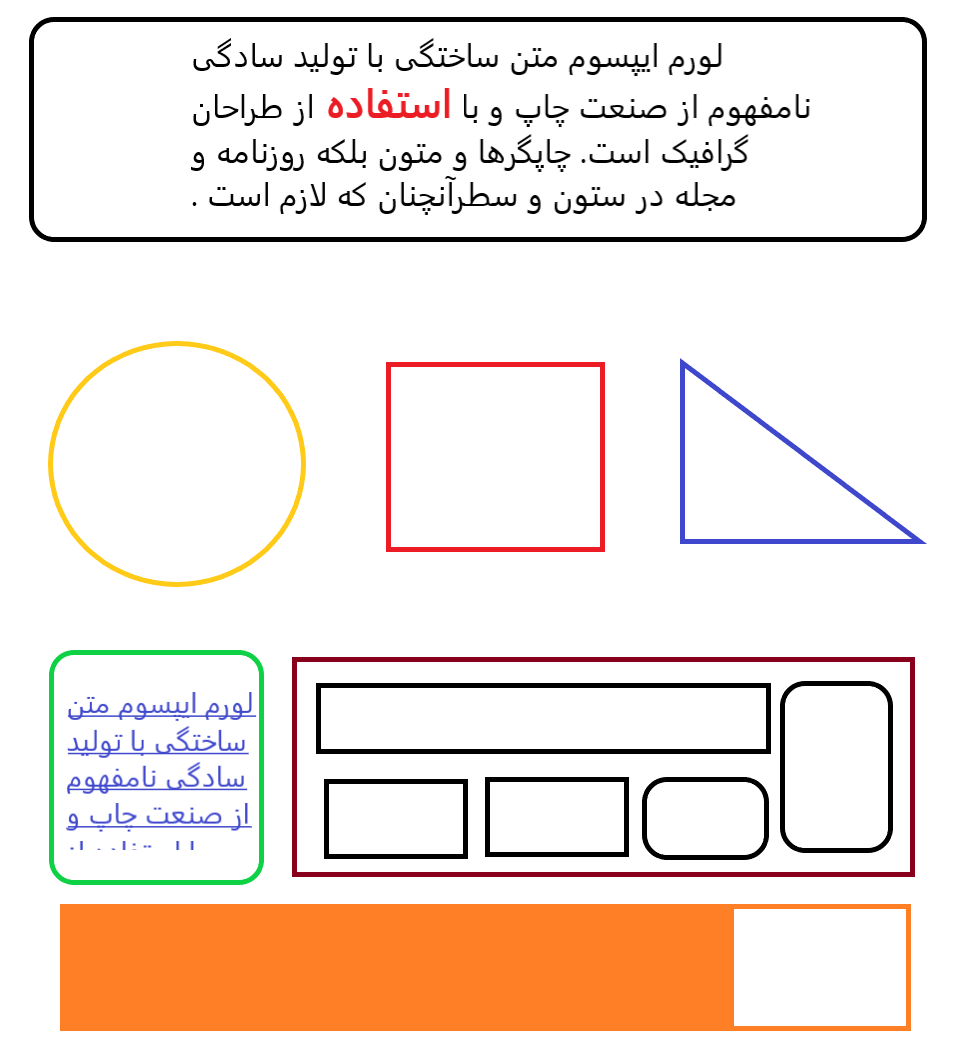 لورم ایپسوم متن ساختگی با تولید سادگی
نامفهوم از صنعت چاپ و با استفاده از طراحان
گرافیک است. چاپگرها و متون بلکه روزنامه و
مجله در ستون و سطرآنچنان که لازم است .
لورم ایپسوم متن
ساختگی با تولید
سادگی نامفهوم
از صنعت چاپ و